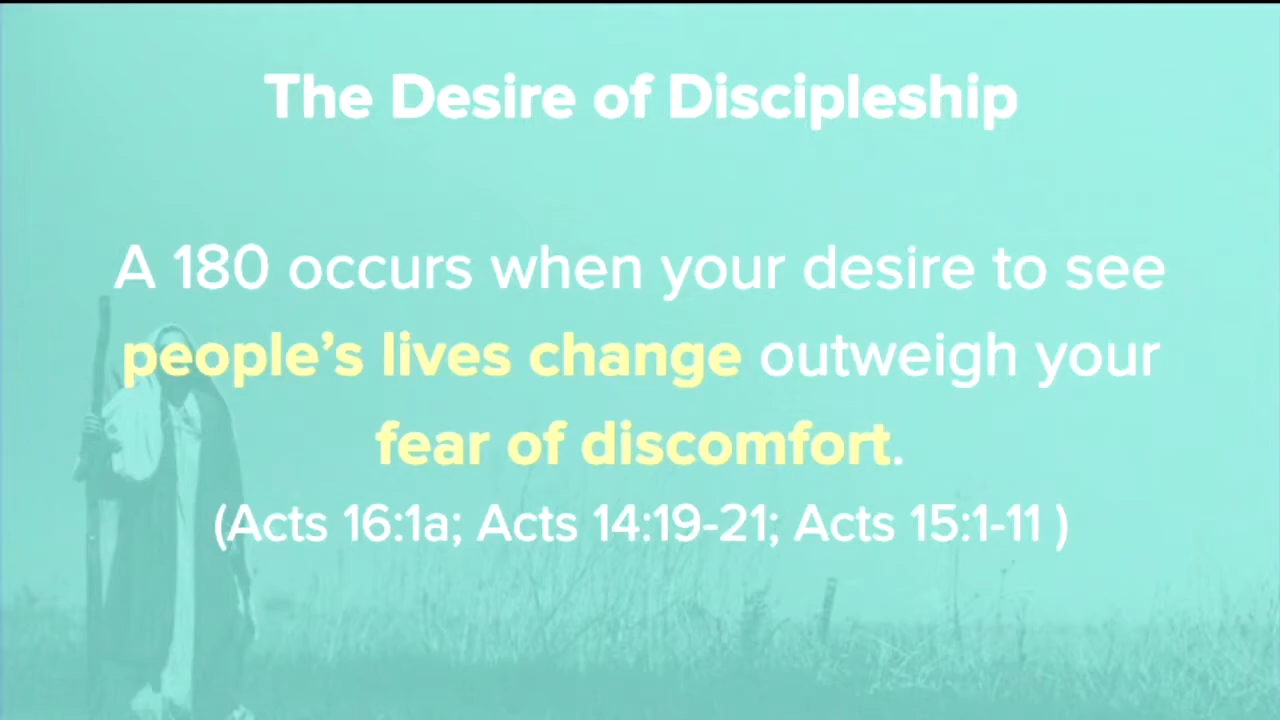 The Desire of Discipleship
A 180 occurs when your desire to see
people’s lives change outweigh your
fear of discomfort.
(Acts 16:1a; Acts 14:19-21; Acts 15:1-11 )